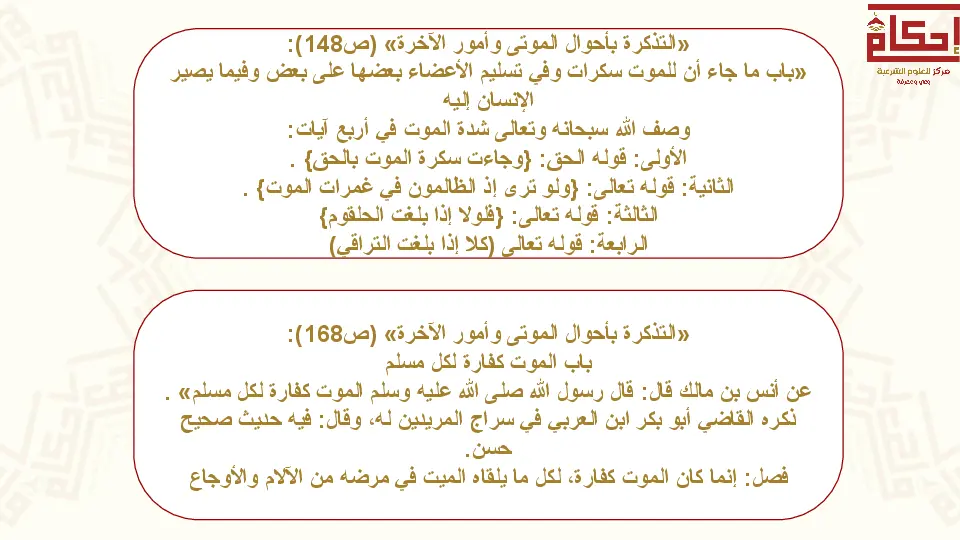 إحكام
مركز للعلوم الشرعية
وعي ومعرفة
«التذكرة بأحوال الموتى وأمور الآخرة» (ص148):
«باب ما جاء أن للموت سكرات وفي تسليم الأعضاء بعضها على بعض وفيما يصير
الإنسان إليه
وصف الله سبحانه وتعالى شدة الموت في أربع آيات:
الأولى: قوله الحق: {وجاءت سكرة الموت بالحق} .
الثانية: قوله تعالى: {ولو ترى إذ الظالمون في غمرات الموت} .
الثالثة: قوله تعالى: {فلولا إذا بلغت الحلقوم}
الرابعة: قوله تعالى (كلا إذا بلغت التراقي)
«التذكرة بأحوال الموتى وأمور الآخرة» (ص168):
باب الموت كفارة لكل مسلم
عن أنس بن مالك قال: قال رسول الله صلى الله عليه وسلم الموت كفارة لكل مسلم» .
ذكره القاضي أبو بكر ابن العربي في سراج المريدين له، وقال: فيه حديث صحيح
حسن.
فصل: إنما كان الموت كفارة، لكل ما يلقاه الميت في مرضه من الآلام والأوجاع